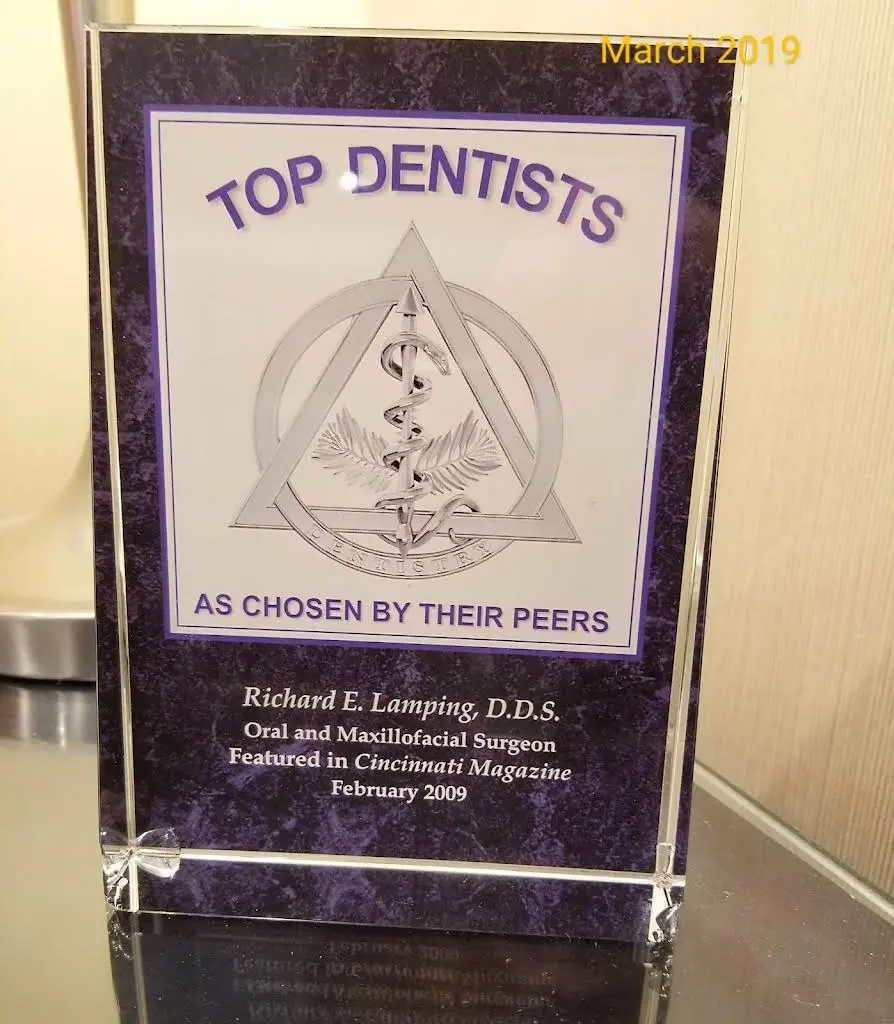 March 2019
TOP DENTISTS
DENTISTRY
AS CHOSEN BY THEIR PEERS
Richard E. Lamping, D.D.S.
Oral and Maxillofacial Surgeon
Featured in Cincinnati Magazine
February 2009